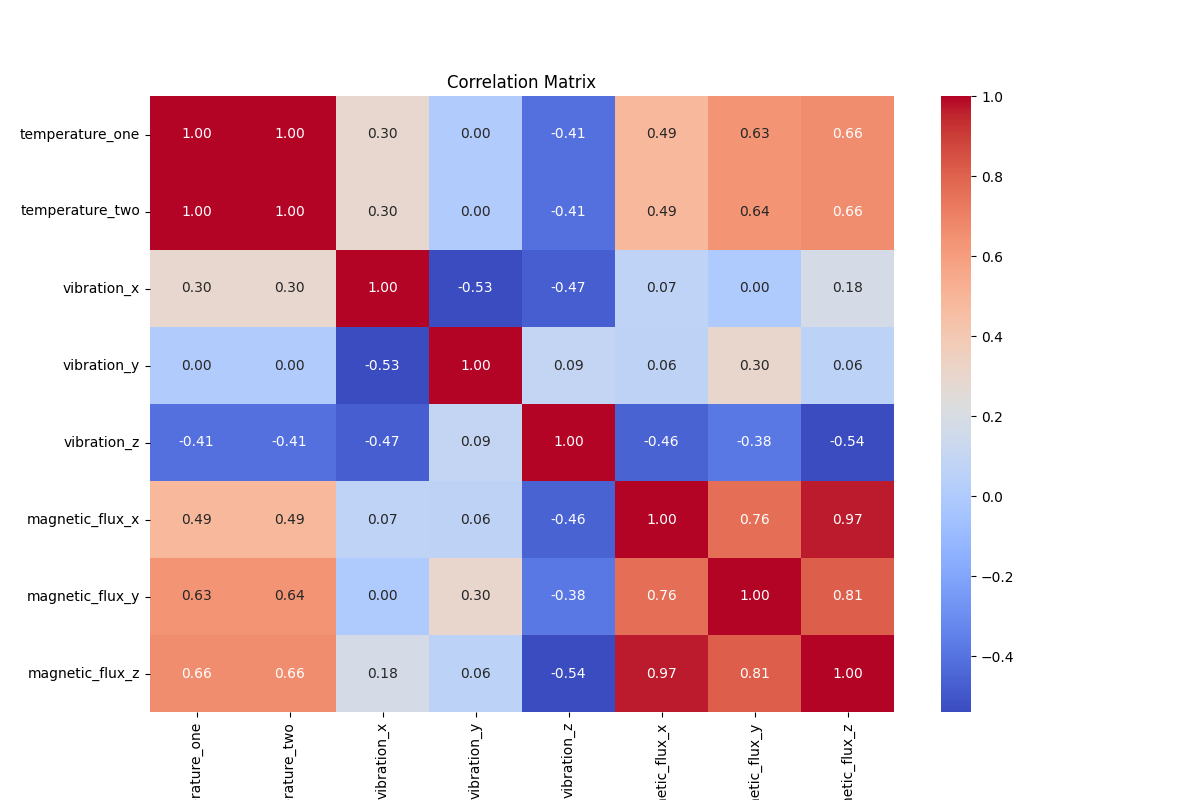 Correlation Matrix
temperature_one 1.00 1.00 0.30 0.00 -0.41 0.49 0.63 0.66
temperature_two 1.00 1.00 0.30 0.00 -0.41 0.49 0.64 0.66
vibration_x 0.30 0.30 1.00 -0.53 -0.47 0.07 0.00 0.18
vibration_y 0.00 0.00 -0.53 1.00 0.09 0.06 0.30 0.06
vibration_z -0.41 -0.41 -0.47 0.09 1.00 -0.46 -0.38 -0.54
magnetic_flux_x 0.49 0.49 0.07 0.06 -0.46 1.00 0.76 0.97
magnetic_flux_y 0.63 0.64 0.00 0.30 -0.38 0.76 1.00 0.81
magnetic_flux_z 0.66 0.66 0.18 0.06 -0.54 0.97 0.81 1.00
rature_one
rature_two
vibration_x
vibration_y
vibration_z
netic_flux_x
netic_flux_y
netic_flux_z
1.0
0.8
0.6
0.4
0.2
0.0
−0.2
−0.4